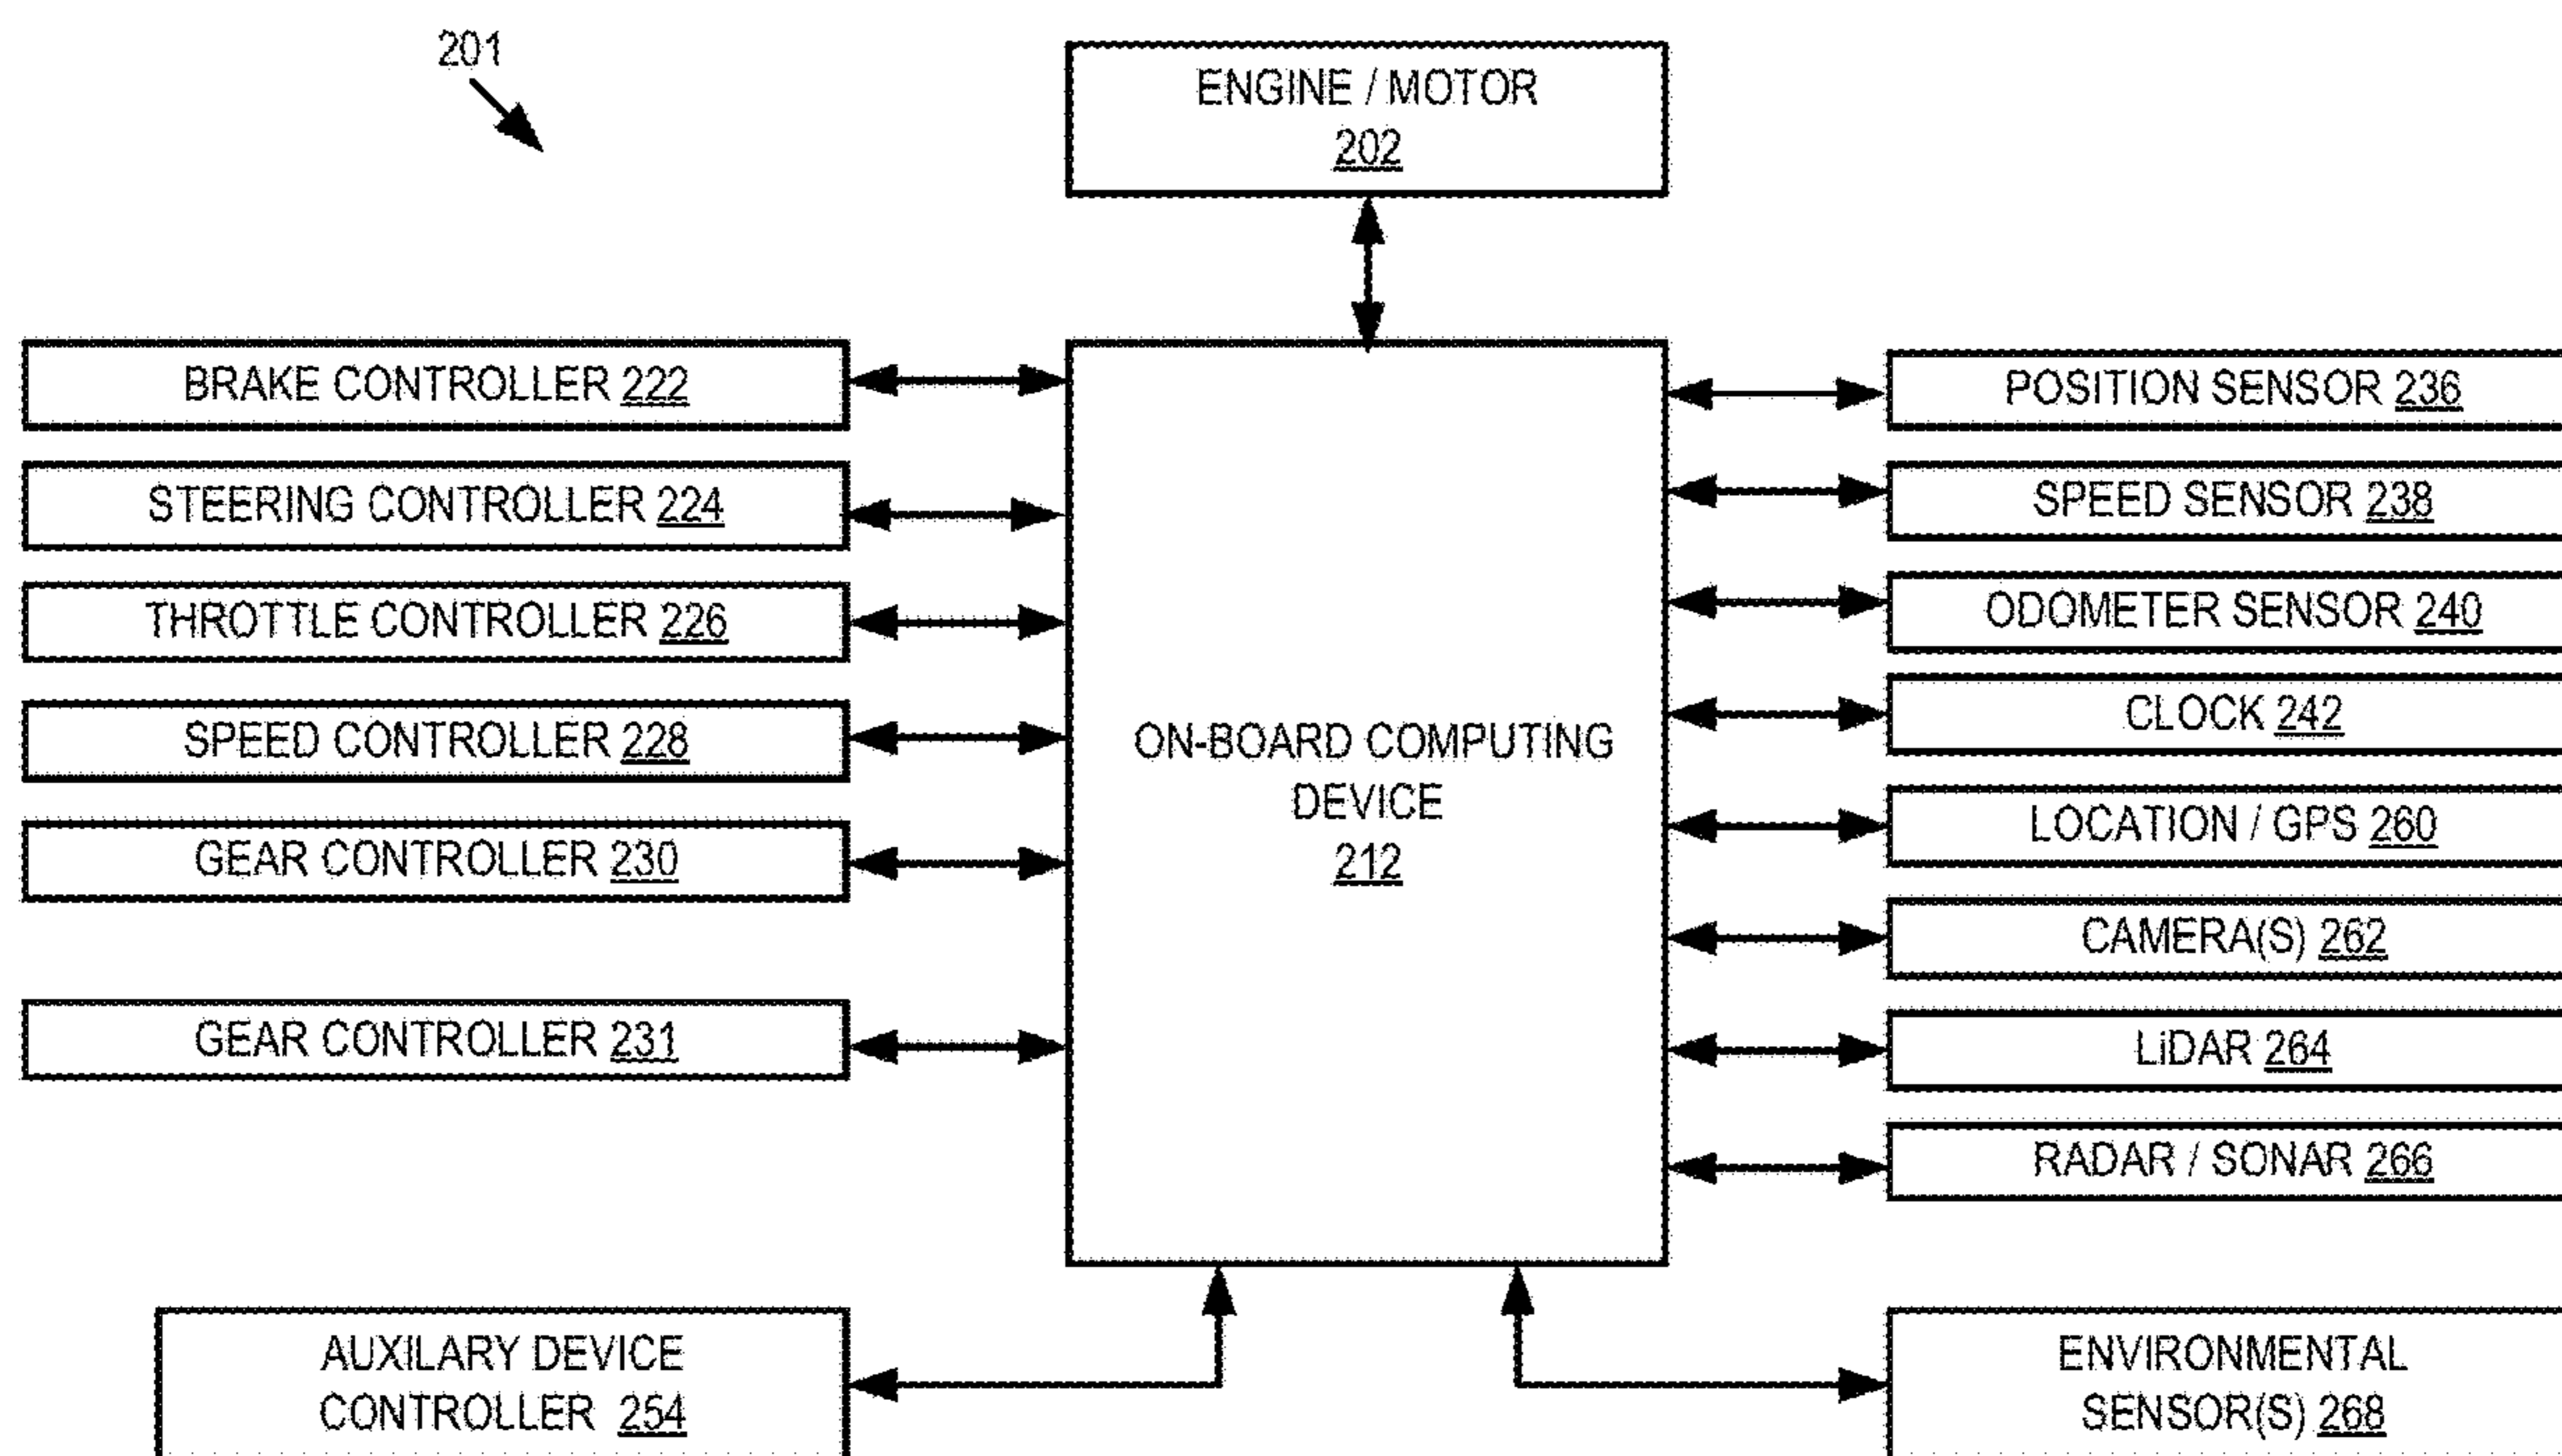 201
ENGINE / MOTOR
202
BRAKE CONTROLLER 222
STEERING CONTROLLER 224
THROTTLE CONTROLLER 226
SPEED CONTROLLER 228
GEAR CONTROLLER 230
GEAR CONTROLLER 231
AUXILARY DEVICE
CONTROLLER 254
ON-BOARD COMPUTING
DEVICE
212
POSITION SENSOR 236
SPEED SENSOR 238
ODOMETER SENSOR 240
CLOCK 242
LOCATION / GPS 260
CAMERA(S) 262
LiDAR 264
RADAR / SONAR 266
ENVIRONMENTAL
SENSOR(S) 268